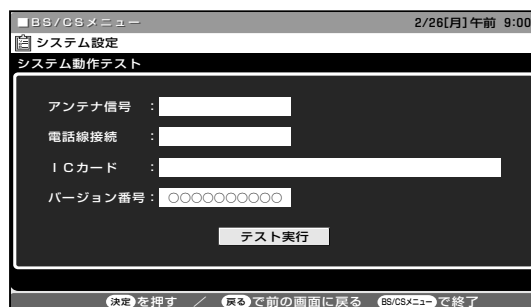 ■BS/CSメニュー 2/26[月]午前 9:00
システム設定
システム動作テスト
アンテナ信号 :
電話線接続 :
ICカード :
バージョン番号: ○○○○○○○○○○
テスト実行
決定を押す / 戻るで前の画面に戻る BS/CSメニューで終了